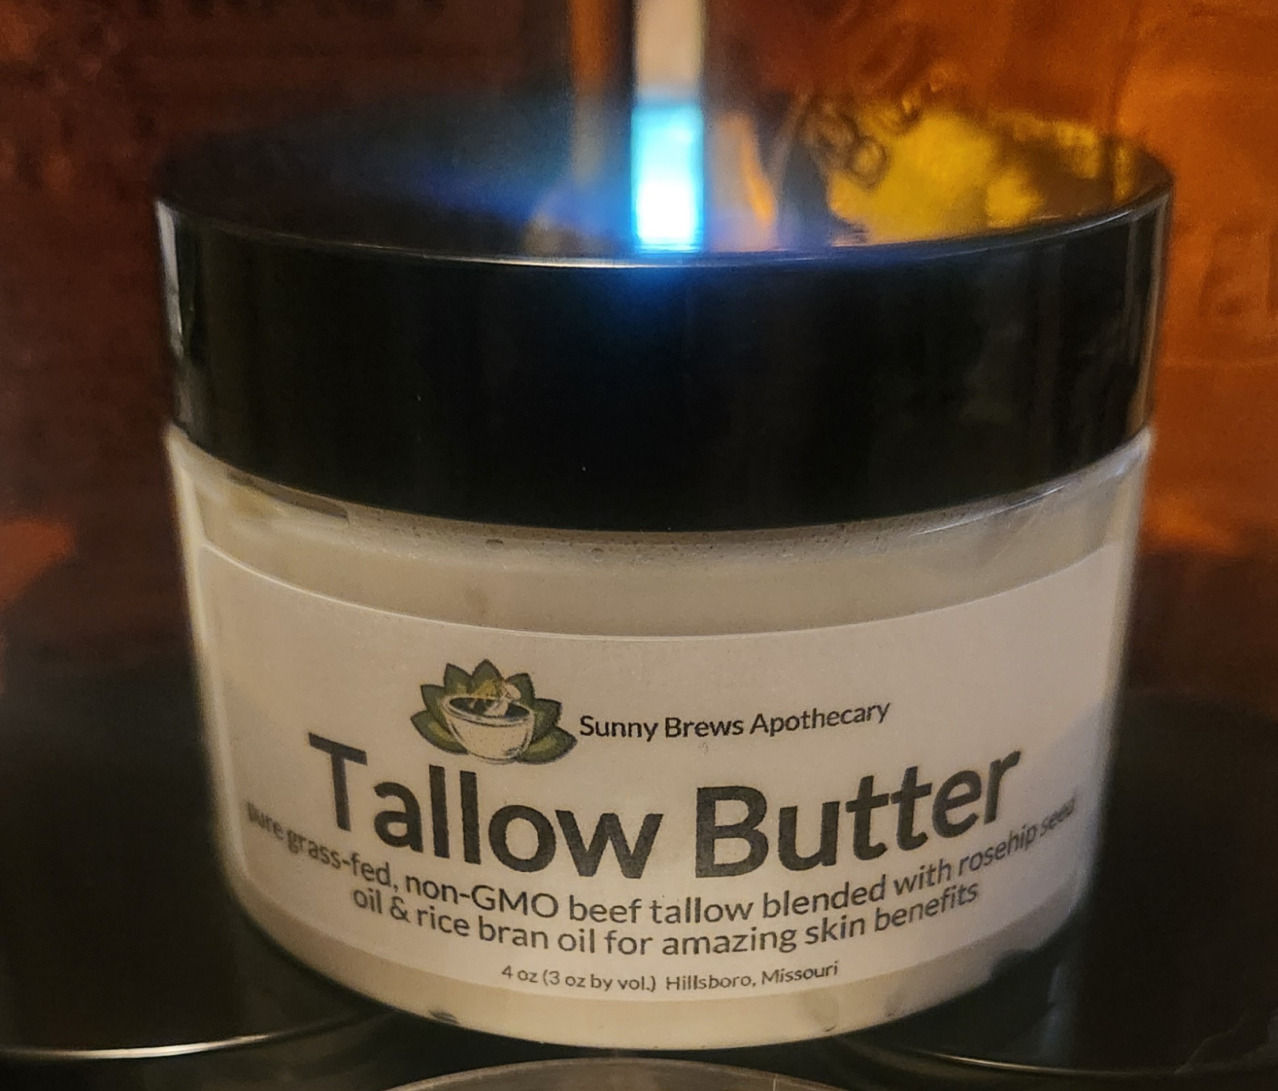 Sunny Brews Apothecary
Tallow Butter
pure grass-fed, non-GMO beef tallow blended with rosehip seed
oil & rice bran oil for amazing skin benefits
4 oz (3 oz by vol.) Hillsboro, Missouri